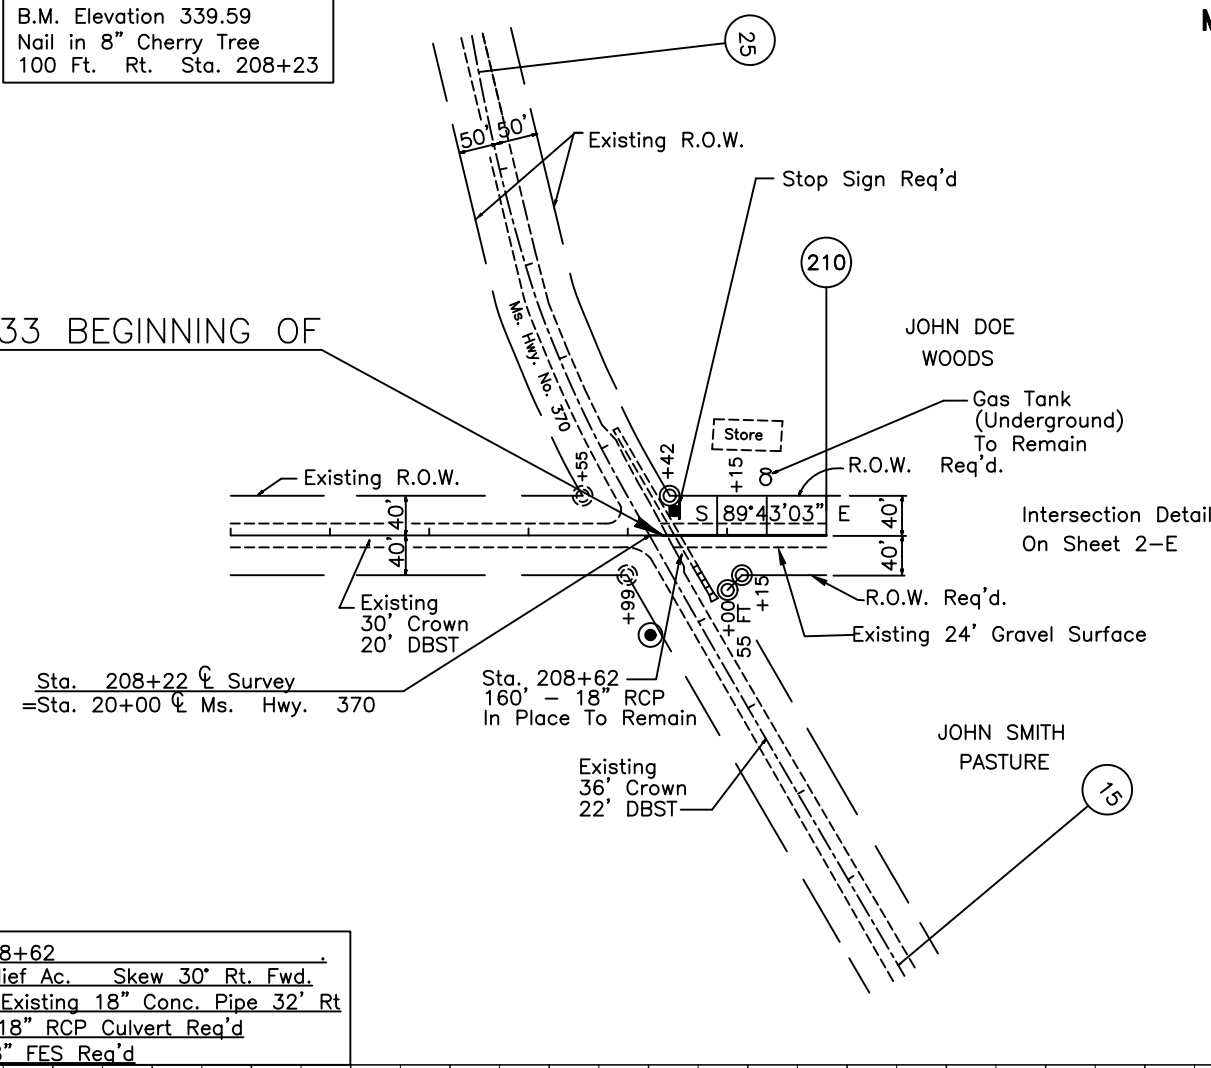 B.M. Elevation 339.59
Nail in 8” Cherry Tree
100 Ft. Rt. Sta. 208+23
M
25
50' 50'
Existing R.O.W.
Stop Sign Req'd
210
33 BEGINNING OF
Ms. Hwy. No. 370
JOHN DOE
WOODS
Gas Tank
(Underground)
To Remain
Store
+55
+42
+15
R.O.W. Req'd.
Existing R.O.W.
S 89°43'03” E
40'
40'
40'
40'
Intersection Detail
On Sheet 2-E
Existing
30' Crown
20' DBST
+99
+00
55 FT
+15
R.O.W. Req'd.
Existing 24' Gravel Surface
Sta. 208+22 ℄ Survey
=Sta. 20+00 ℄ Ms. Hwy. 370
Sta. 208+62
160' - 18” RCP
In Place To Remain
JOHN SMITH
PASTURE
Existing
36' Crown
22' DBST
15
8+62 .
lief Ac. Skew 30° Rt. Fwd.
Existing 18” Conc. Pipe 32' Rt
18” RCP Culvert Req'd
8” FES Req'd